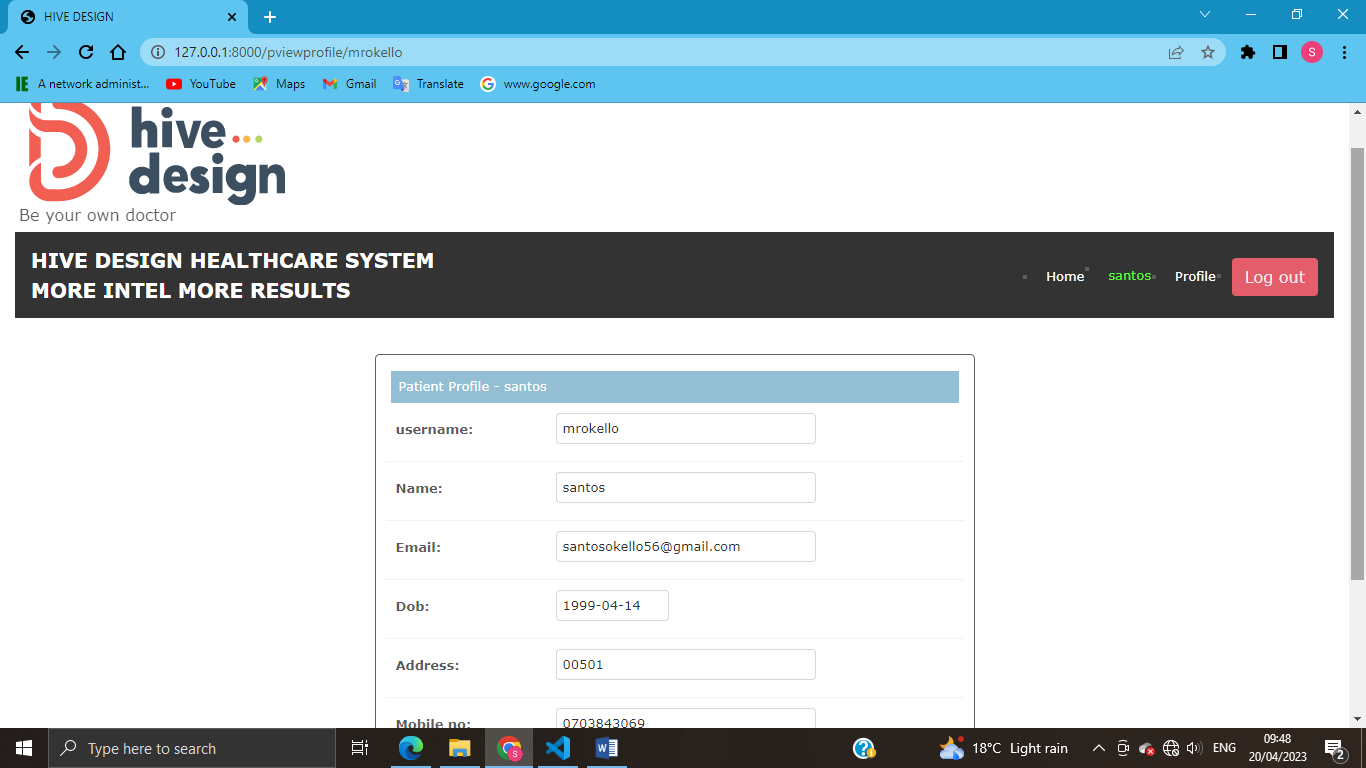 HIVE DESIGN
127.0.0.1:8000/pviewprofile/mrokello
S
A network administ... YouTube Maps Gmail Translate www.google.com
hive
design
Be your own doctor
HIVE DESIGN HEALTHCARE SYSTEM
MORE INTEL MORE RESULTS
Home santos Profile Log out
Patient Profile - santos
username: mrokello
Name: santos
Email: santosokello56@gmail.com
Dob: 1999-04-14
Address: 00501
Mobile no: 0703843069
Type here to search
18°C Light rain
ENG
09:48
20/04/2023
2